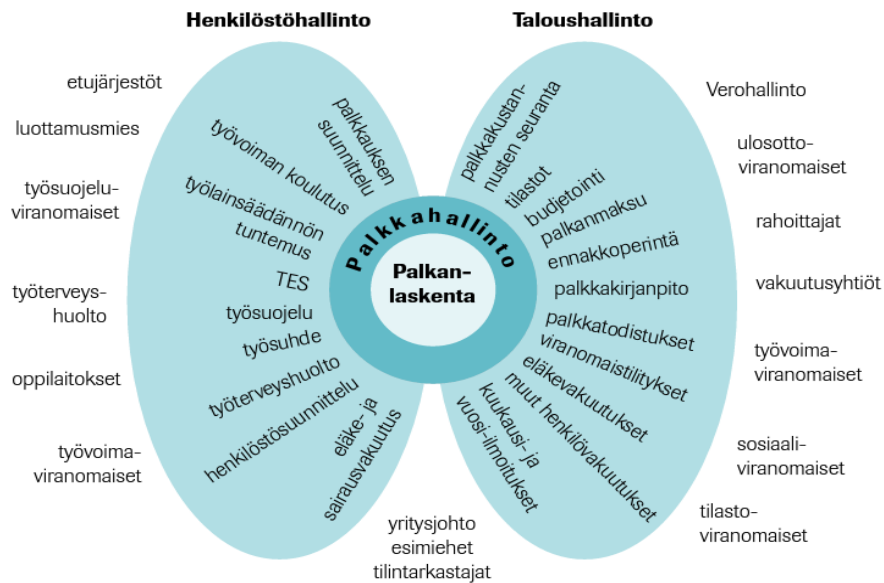 Henkilöstöhallinto
Taloushallinto
etujärjestöt
luottamusmies
työsuojelu-
viranomaiset
työterveys-
huolto
oppilaitokset
työvoima-
viranomaiset
palkkauksen
suunnittelu
työvoiman koulutus
työlainsäädännön
tuntemus
TES
työsuojelu
työsuhde
työterveyshuolto
henkilöstösuunnittelu
eläke- ja
sairausvakuutus
Palkkahallinto
Palkan-
laskenta
palkkakustan-
nusten seuranta
tilastot
budjetointi
palkanmaksu
ennakkoperintä
palkkakirjanpito
palkkatodistukset
viranomaistilitykset
eläkevakuutukset
muut henkilövakuutukset
kuukausi- ja
vuosi-ilmoitukset
Verohallinto
ulosotto-
viranomaiset
rahoittajat
vakuutusyhtiöt
työvoima-
viranomaiset
sosiaali-
viranomaiset
tilasto-
viranomaiset
yritysjohto
esimiehet
tilintarkastajat